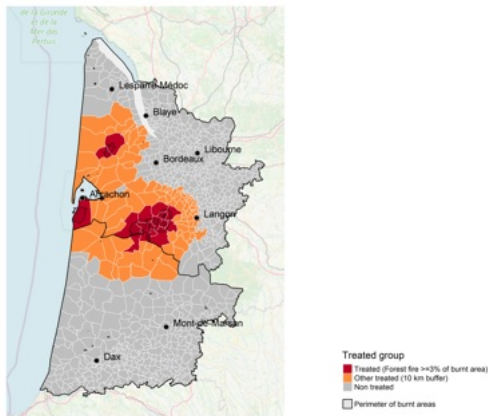 de la Gironde
et de la
Mer des
Pertuis
Lesparre-Médoc
Blaye
Libourne
Bordeaux
Arcachon
Langon
Mont-de-Marsan
Dax
Treated group
Treated (Forest fire >=3% of burnt area)
Other treated (10 km buffer)
Non treated
Perimeter of burnt areas